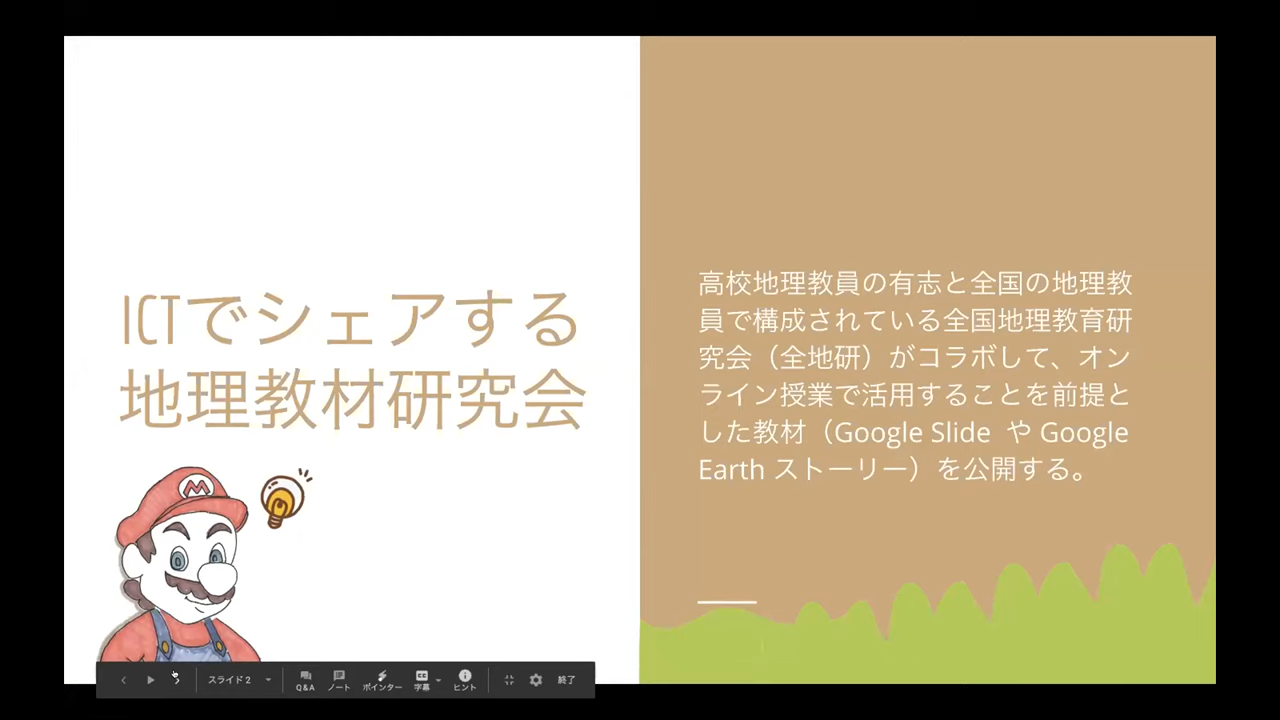 ICTでシェアする
地理教材研究会
高校地理教員の有志と全国の地理教
員で構成されている全国地理教育研
究会（全地研）がコラボして、オン
ライン授業で活用することを前提と
した教材（Google Slide や Google
Earth ストーリー）を公開する。
M
スライド 2
Q&A
ノート
ポインター
字幕
ヒント
終了